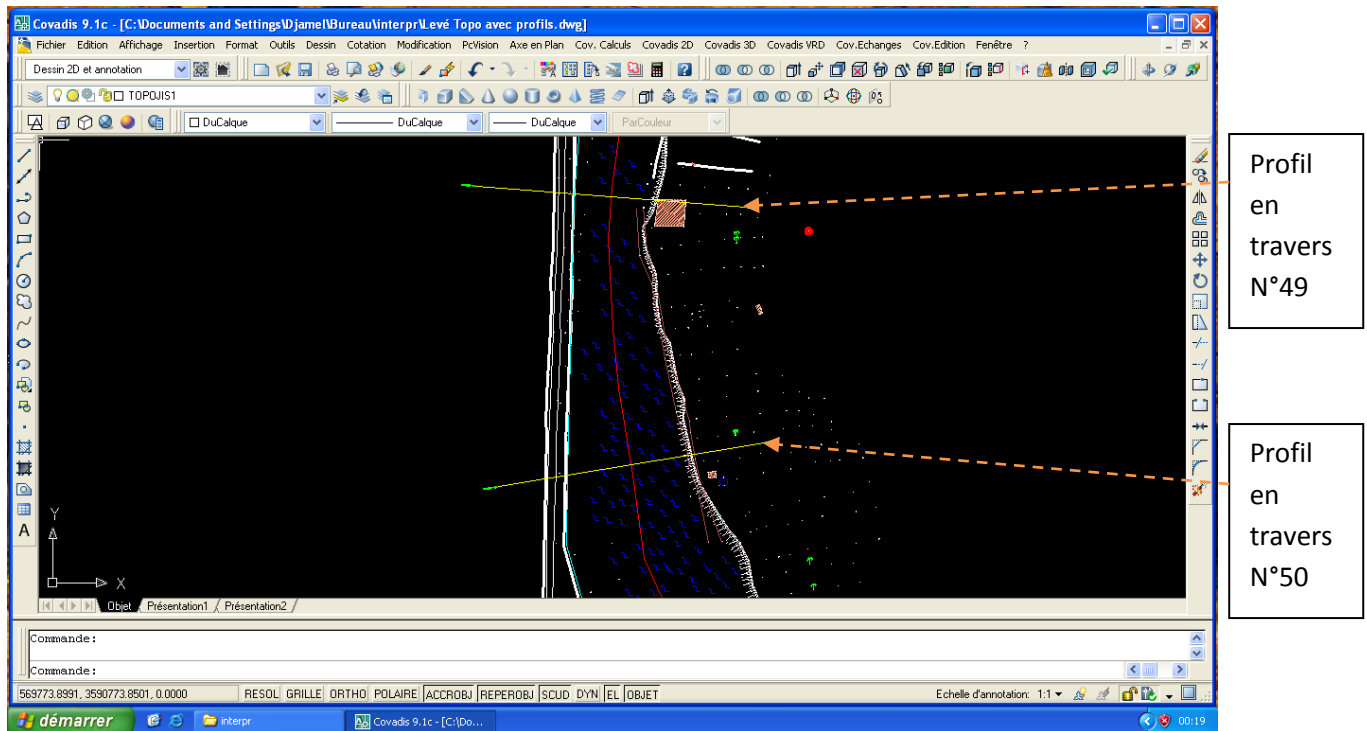 Covadis 9.1c - [C:\Documents and Settings\Djamel\Bureau\interpr\Levé Topo avec profils.dwg]
Fichier Edition Affichage Insertion Format Outils Dessin Cotation Modification PcVision Axe en Plan Cov. Calculs Covadis 2D Covadis 3D Covadis VRD Cov.Echanges Cov.Edition Fenêtre ?
Dessin 2D et annotation
TOPOJIS1
DuCalque DuCalque DuCalque ParCouleur
Profil
en
travers
N°49
Profil
en
travers
N°50
Y
X
Objet Présentation1 Présentation2
Commande:
Commande:
569773.8991, 3590773.8501, 0.0000 RESOL GRILLE ORTHO POLAIRE ACCROBJ REPEROBJ SCUD DYN EL OBJET Echelle d'annotation: 1:1
démarrer interpr Covadis 9.1c - [C:\Do... 00:19